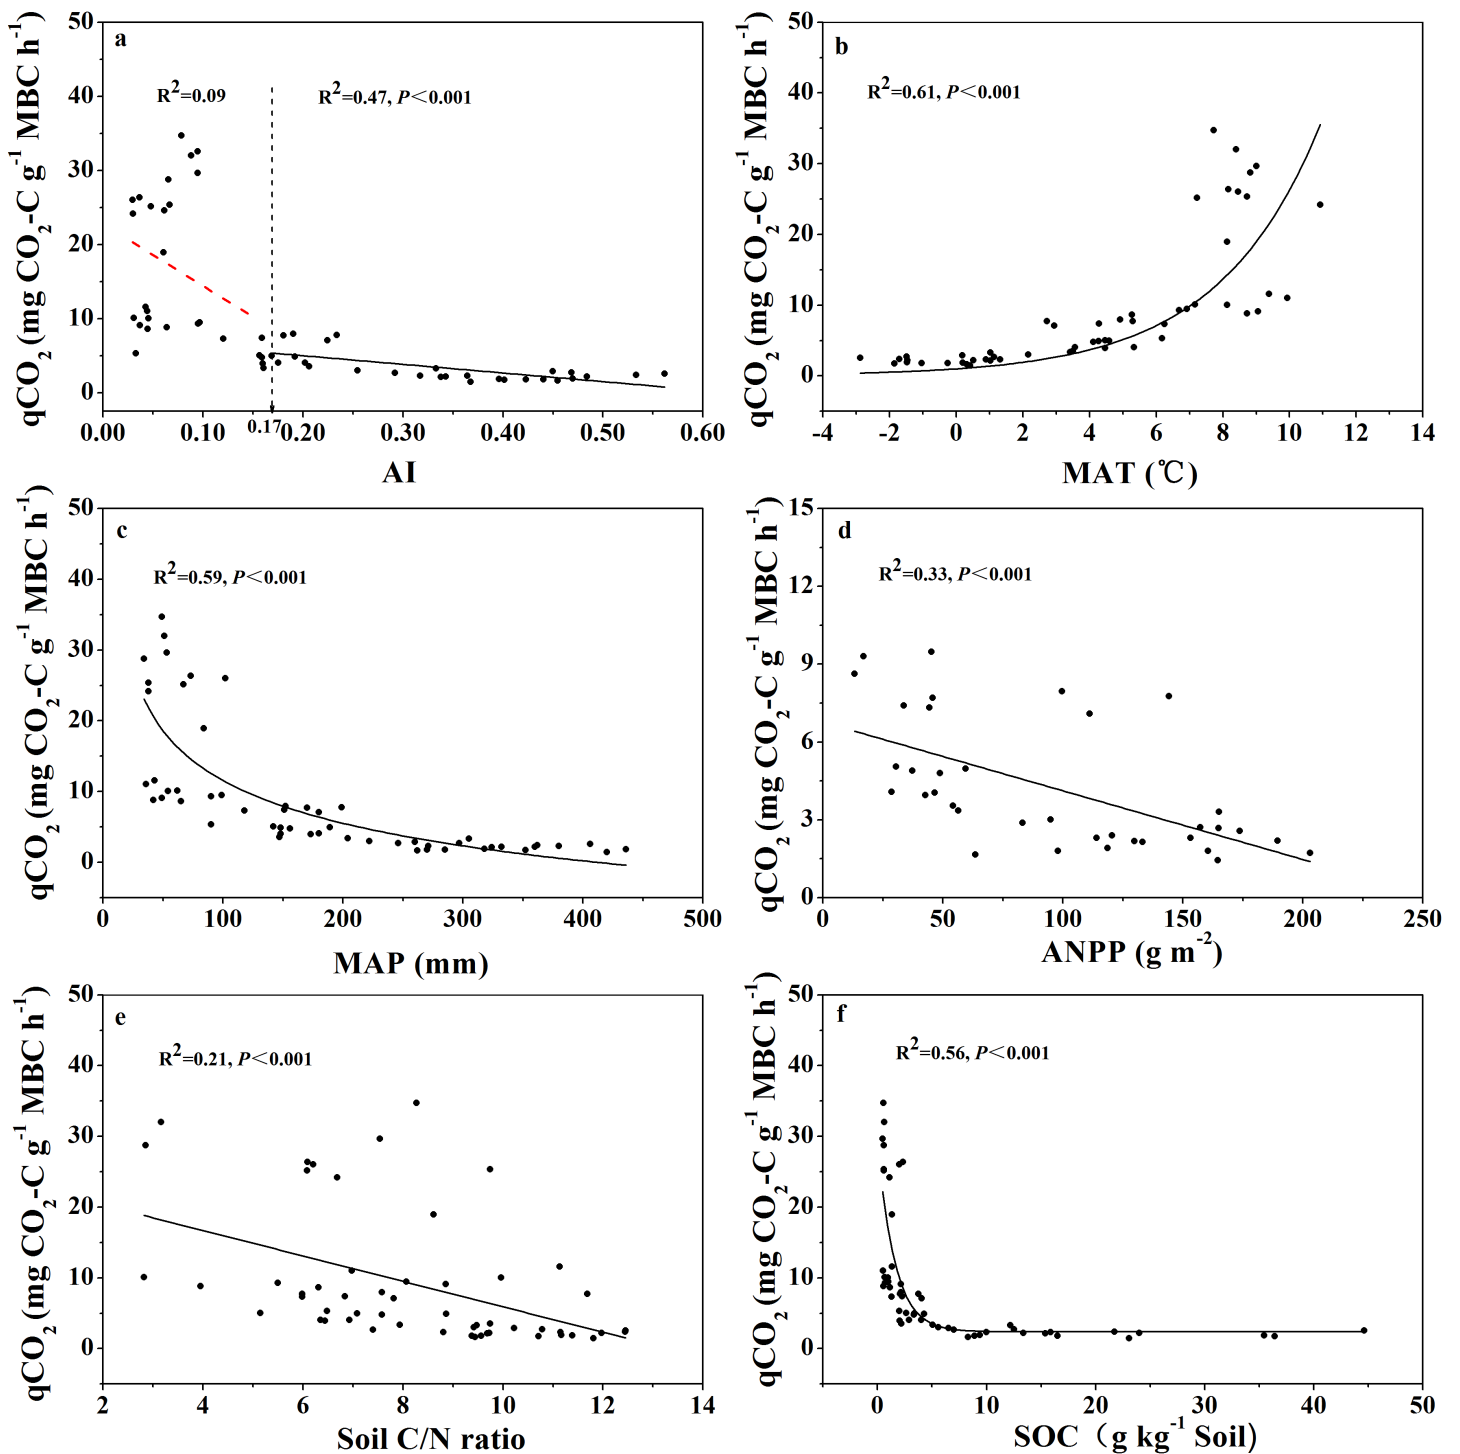 a
R²=0.09
R²=0.47, P<0.001
50
40
30
20
10
0
qCO₂ (mg CO₂-C g⁻¹ MBC h⁻¹)
0.00 0.10 0.17 0.20 0.30 0.40 0.50 0.60
AI
b
R²=0.61, P<0.001
50
40
30
20
10
0
qCO₂ (mg CO₂-C g⁻¹ MBC h⁻¹)
-4 -2 0 2 4 6 8 10 12 14
MAT (℃)
c
R²=0.59, P<0.001
50
40
30
20
10
0
qCO₂ (mg CO₂-C g⁻¹ MBC h⁻¹)
0 100 200 300 400 500
MAP (mm)
d
R²=0.33, P<0.001
15
12
9
6
3
0
qCO₂ (mg CO₂-C g⁻¹ MBC h⁻¹)
0 50 100 150 200 250
ANPP (g m⁻²)
e
R²=0.21, P<0.001
50
40
30
20
10
0
qCO₂ (mg CO₂-C g⁻¹ MBC h⁻¹)
2 4 6 8 10 12 14
Soil C/N ratio
f
R²=0.56, P<0.001
50
40
30
20
10
0
qCO₂ (mg CO₂-C g⁻¹ MBC h⁻¹)
0 10 20 30 40 50
SOC（g kg⁻¹ Soil)